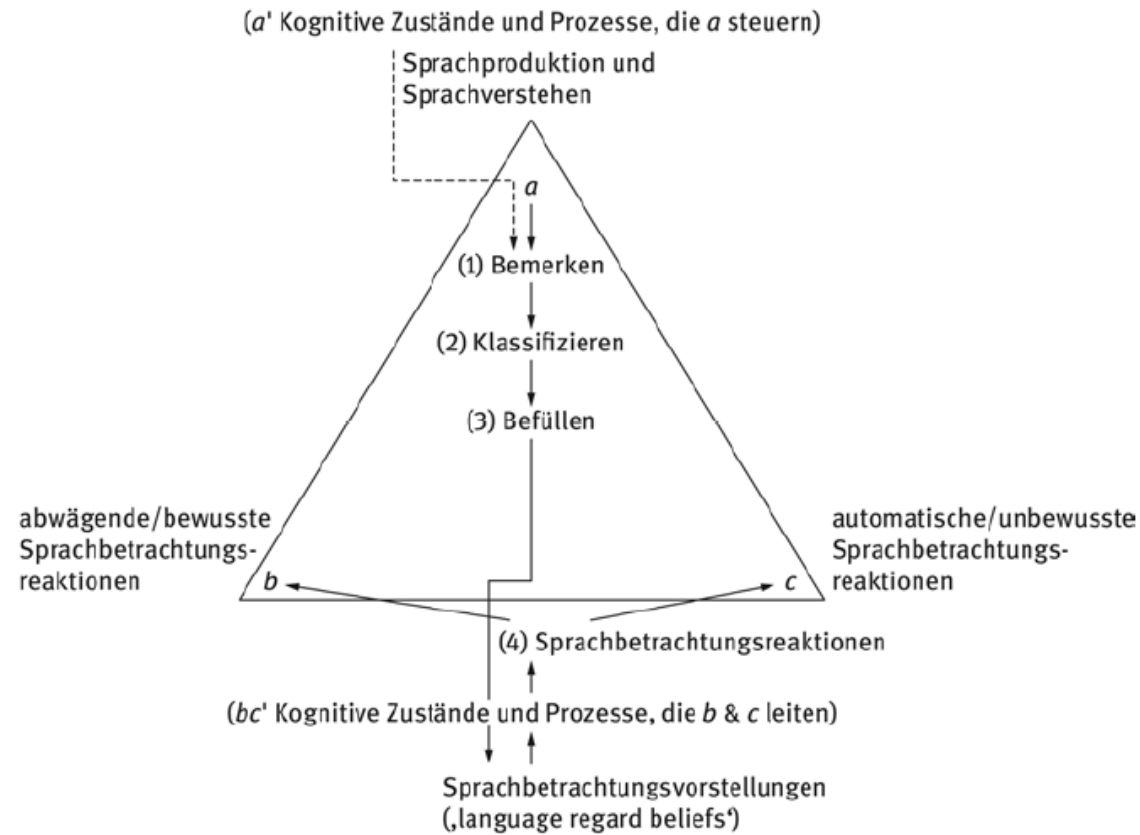 (a' Kognitive Zustände und Prozesse, die a steuern)
Sprachproduktion und
Sprachverstehen
a
(1) Bemerken
(2) Klassifizieren
(3) Befüllen
abwägende/bewusste
Sprachbetrachtungs-
reaktionen
b
automatische/unbewusste
Sprachbetrachtungs-
reaktionen
c
(4) Sprachbetrachtungsreaktionen
(bc' Kognitive Zustände und Prozesse, die b & c leiten)
Sprachbetrachtungsvorstellungen
(‚language regard beliefs‘)